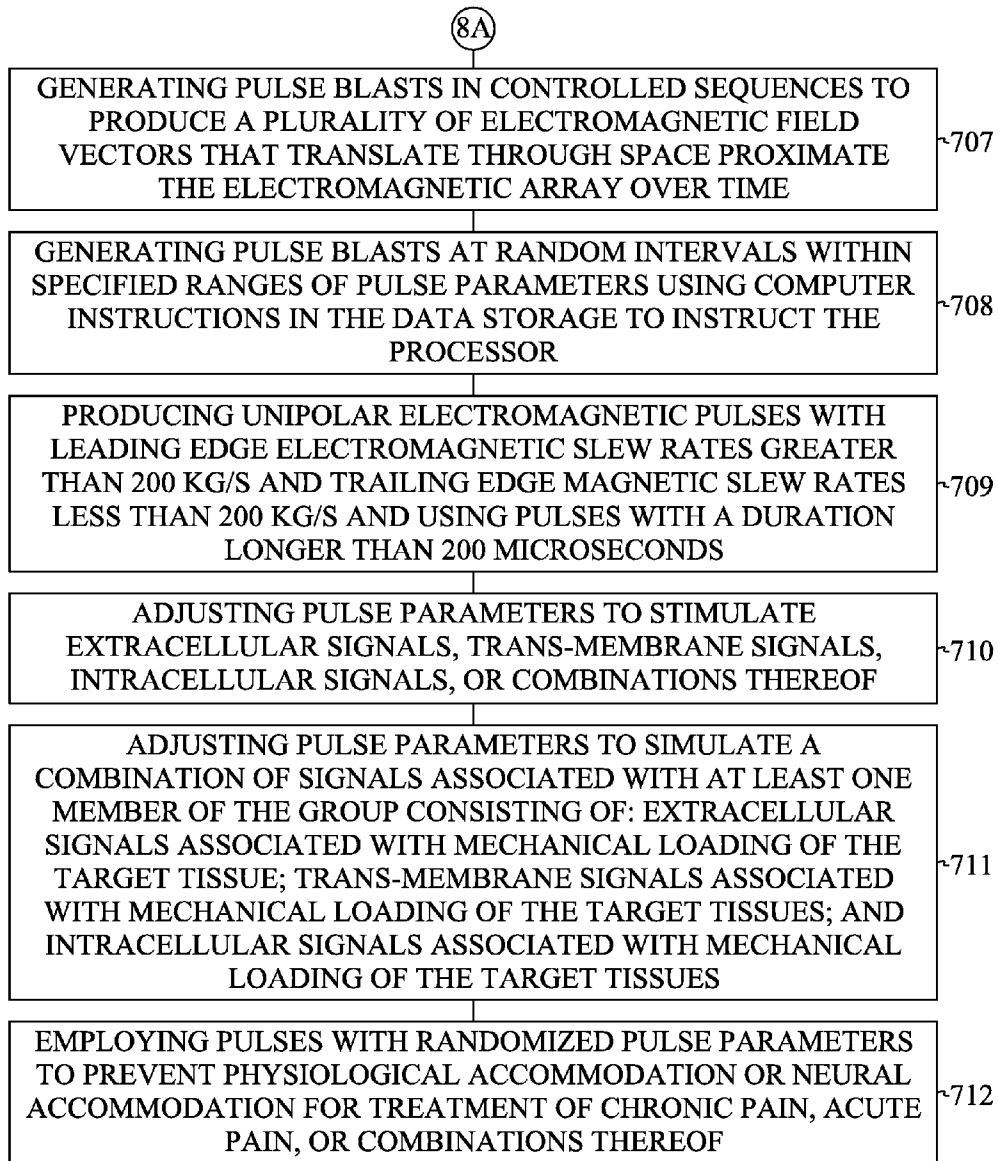 8A
GENERATING PULSE BLASTS IN CONTROLLED SEQUENCES TO
PRODUCE A PLURALITY OF ELECTROMAGNETIC FIELD
VECTORS THAT TRANSLATE THROUGH SPACE PROXIMATE
THE ELECTROMAGNETIC ARRAY OVER TIME
707
GENERATING PULSE BLASTS AT RANDOM INTERVALS WITHIN
SPECIFIED RANGES OF PULSE PARAMETERS USING COMPUTER
INSTRUCTIONS IN THE DATA STORAGE TO INSTRUCT THE
PROCESSOR
708
PRODUCING UNIPOLAR ELECTROMAGNETIC PULSES WITH
LEADING EDGE ELECTROMAGNETIC SLEW RATES GREATER
THAN 200 KG/S AND TRAILING EDGE MAGNETIC SLEW RATES
LESS THAN 200 KG/S AND USING PULSES WITH A DURATION
LONGER THAN 200 MICROSECONDS
709
ADJUSTING PULSE PARAMETERS TO STIMULATE
EXTRACELLULAR SIGNALS, TRANS-MEMBRANE SIGNALS,
INTRACELLULAR SIGNALS, OR COMBINATIONS THEREOF
710
ADJUSTING PULSE PARAMETERS TO SIMULATE A
COMBINATION OF SIGNALS ASSOCIATED WITH AT LEAST ONE
MEMBER OF THE GROUP CONSISTING OF: EXTRACELLULAR
SIGNALS ASSOCIATED WITH MECHANICAL LOADING OF THE
TARGET TISSUE; TRANS-MEMBRANE SIGNALS ASSOCIATED
WITH MECHANICAL LOADING OF THE TARGET TISSUES; AND
INTRACELLULAR SIGNALS ASSOCIATED WITH MECHANICAL
LOADING OF THE TARGET TISSUES
711
EMPLOYING PULSES WITH RANDOMIZED PULSE PARAMETERS
TO PREVENT PHYSIOLOGICAL ACCOMMODATION OR NEURAL
ACCOMMODATION FOR TREATMENT OF CHRONIC PAIN, ACUTE
PAIN, OR COMBINATIONS THEREOF
712